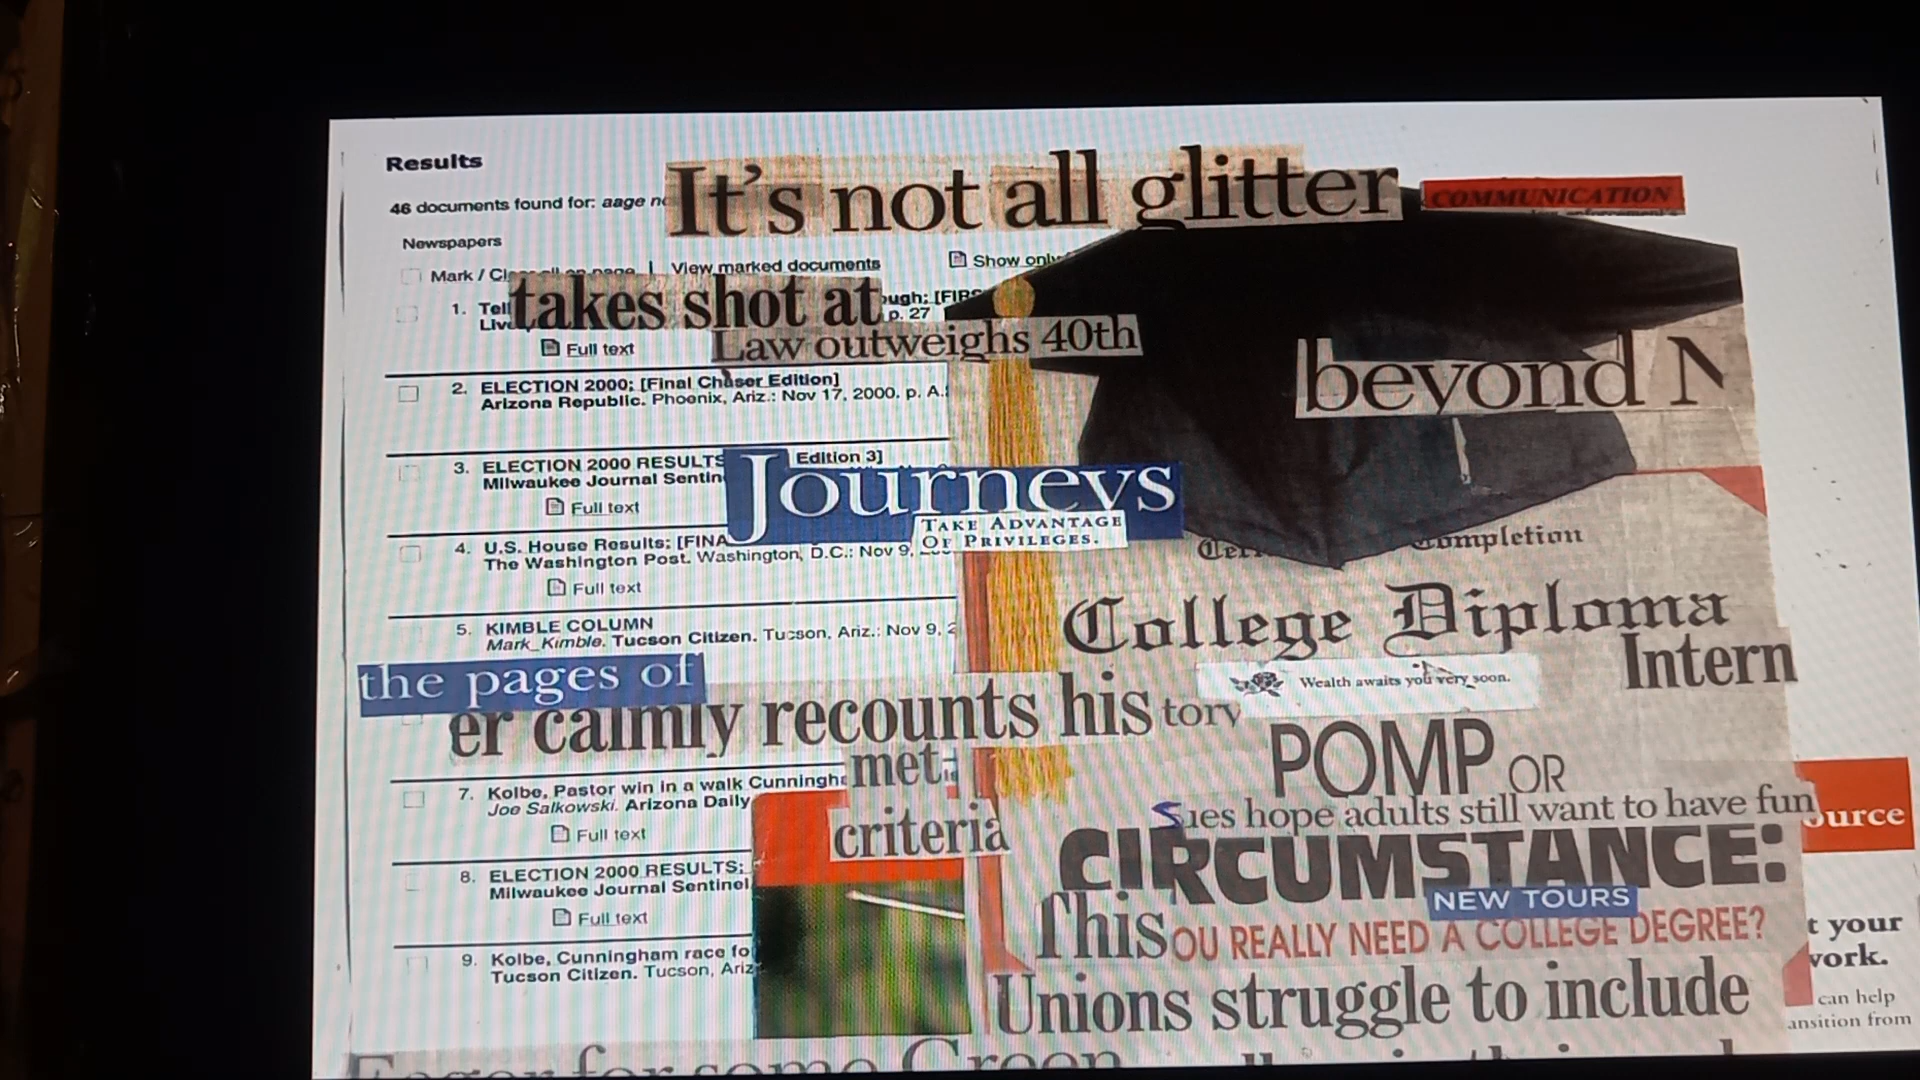 Results
46 documents found for: aage
It's not all glitter
COMMUNICATION
Newspapers
Mark /
View marked documents
Show only
1. Tell
takes shot at
p. 27
Law outweighs 40th
Full text
beyond N
2. ELECTION 2000; [Final Chaser Edition]
Arizona Republic. Phoenix, Ariz.: Nov 17, 2000. p. A.
3. ELECTION 2000 RESULTS
Edition 3]
Milwaukee Journal Sentin
Journeys
Full text
TAKE ADVANTAGE
OF PRIVILEGES.
4. U.S. House Results; [FINA
The Washington Post. Washington, D.C.: Nov 9,
Completion
Full text
College Diploma
5. KIMBLE COLUMN
Mark_Kimble. Tucson Citizen. Tucson, Ariz.: Nov 9, 2
Intern
the pages of
Wealth awaits you very soon.
er calmly recounts his tory
POMP OR
met
7. Kolbe, Pastor win in a walk Cunningha
Joe Salkowski. Arizona Daily
Full text
criteria
Sies hope adults still want to have fun
ource
CIRCUMSTANCE:
8. ELECTION 2000 RESULTS;
Milwaukee Journal Sentinel
Full text
NEW TOURS
This OU REALLY NEED A COLLEGE DEGREE?
t your
work.
9. Kolbe, Cunningham race fo
Tucson Citizen. Tucson, Ariz
Unions struggle to include
can help
ansition from